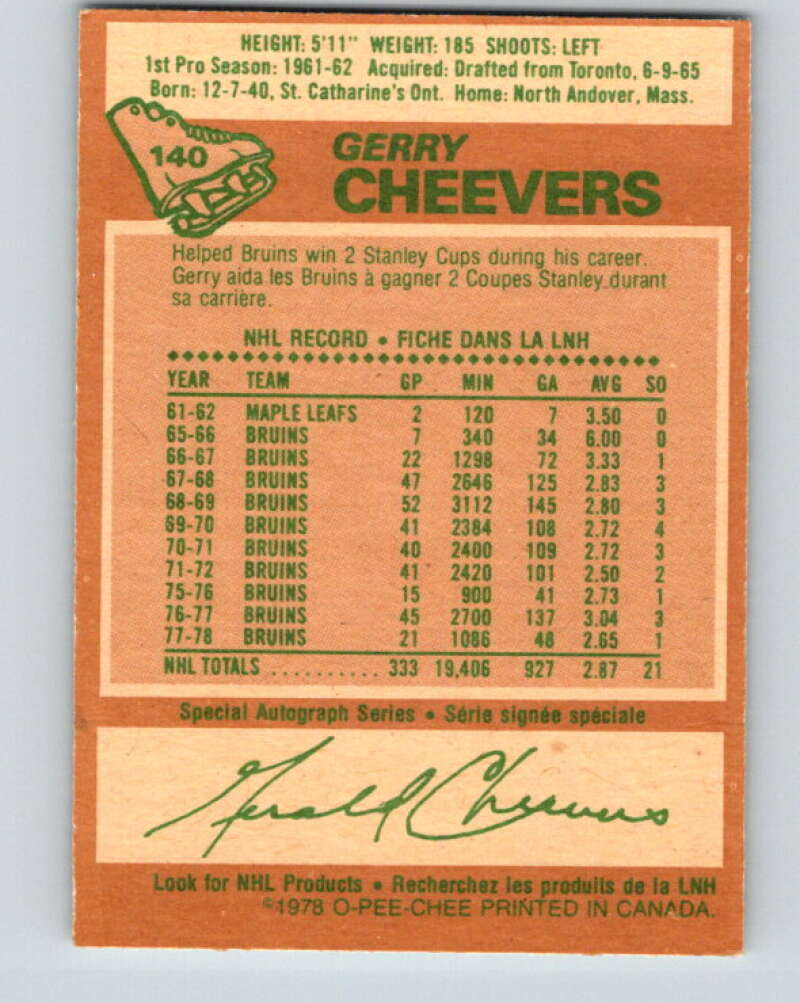 HEIGHT: 5'11" WEIGHT: 185 SHOOTS: LEFT
1st Pro Season: 1961-62 Acquired: Drafted from Toronto, 6-9-65
Born: 12-7-40, St. Catharine's Ont. Home: North Andover, Mass.
140
GERRY
CHEEVERS
Helped Bruins win 2 Stanley Cups during his career.
Gerry aida les Bruins à gagner 2 Coupes Stanley durant
sa carrière.
NHL RECORD • FICHE DANS LA LNH
YEAR TEAM GP MIN GA AVG SO
61-62 MAPLE LEAFS 2 120 7 3.50 0
65-66 BRUINS 7 340 34 6.00 0
66-67 BRUINS 22 1298 72 3.33 1
67-68 BRUINS 47 2646 125 2.83 3
68-69 BRUINS 52 3112 145 2.80 3
69-70 BRUINS 41 2384 108 2.72 4
70-71 BRUINS 40 2400 109 2.72 3
71-72 BRUINS 41 2420 101 2.50 2
75-76 BRUINS 15 900 41 2.73 1
76-77 BRUINS 45 2700 137 3.04 3
77-78 BRUINS 21 1086 48 2.65 1
NHL TOTALS .......... 333 19,406 927 2.87 21
Special Autograph Series • Série signée spéciale
Gerald Cheevers
Look for NHL Products • Recherchez les produits de la LNH
©1978 O-PEE-CHEE PRINTED IN CANADA.